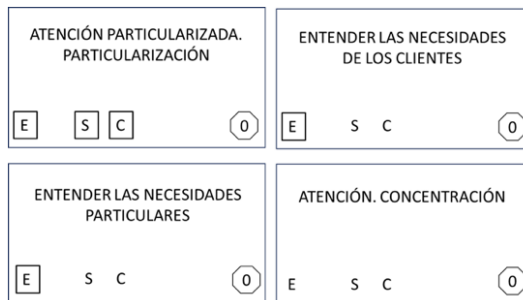 ATENCIÓN PARTICULARIZADA.
PARTICULARIZACIÓN
E S C 0
ENTENDER LAS NECESIDADES
DE LOS CLIENTES
E S C 0
ENTENDER LAS NECESIDADES
PARTICULARES
E S C 0
ATENCIÓN. CONCENTRACIÓN
E S C 0